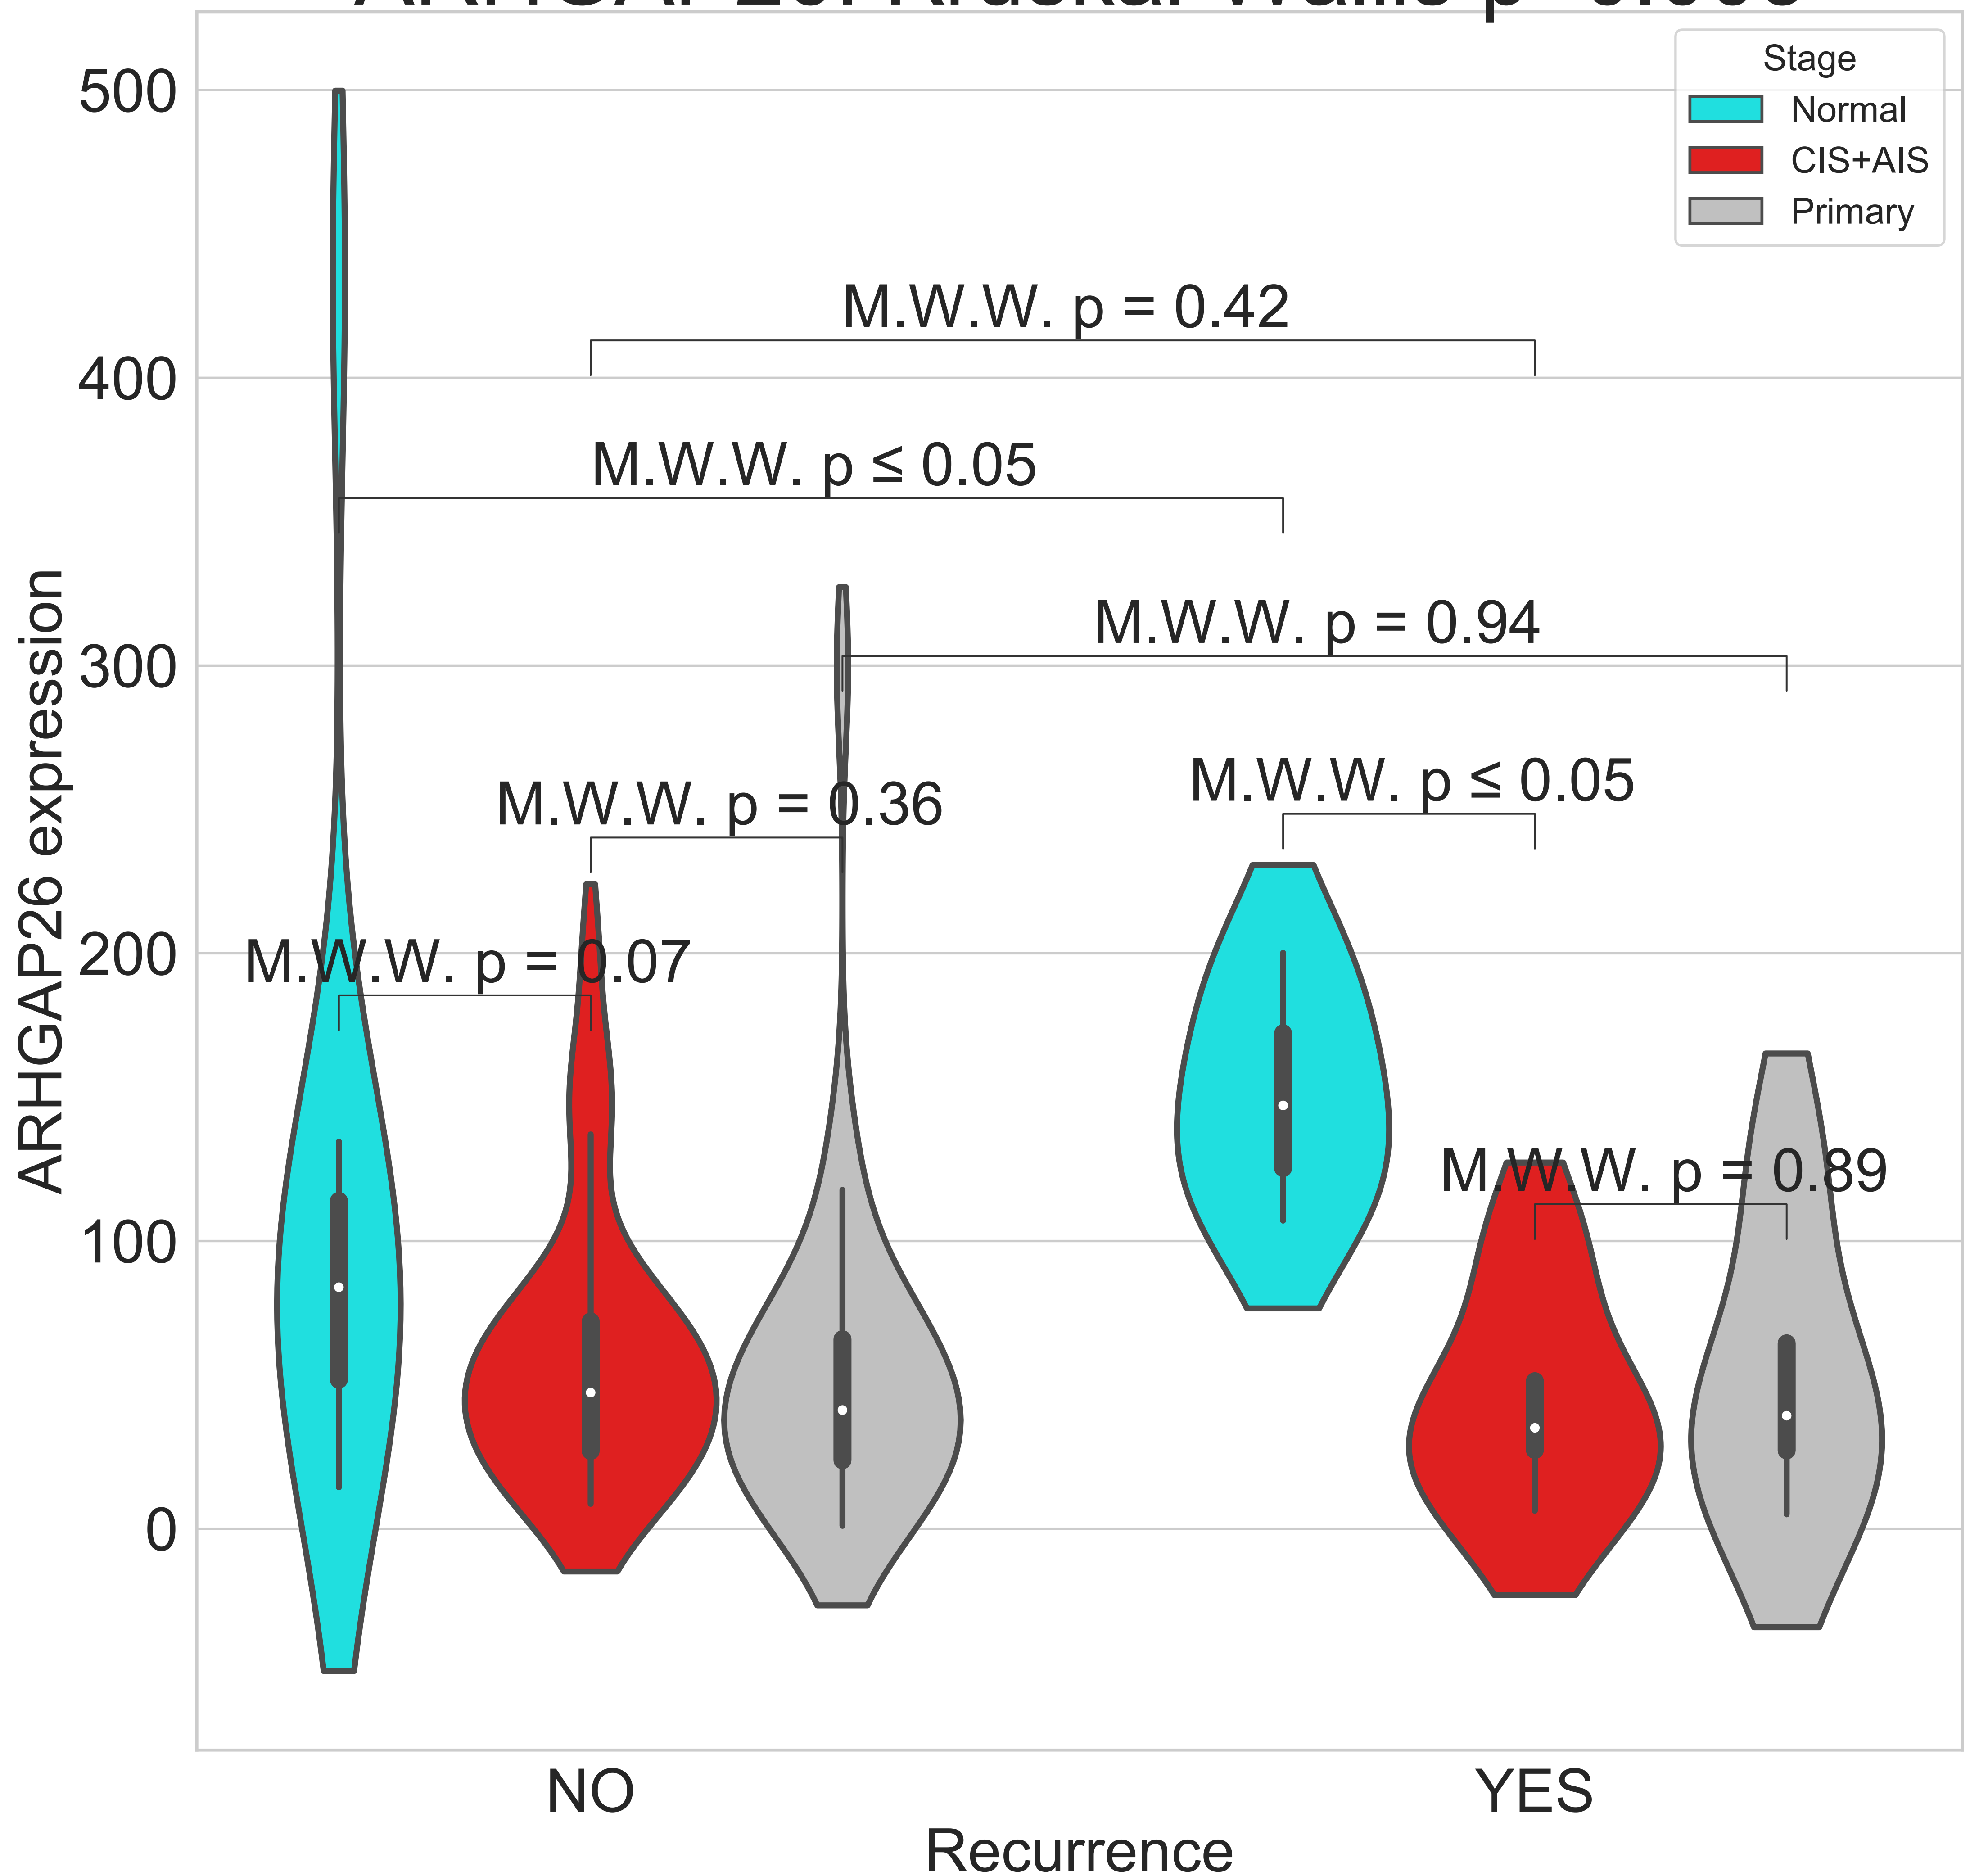 Stage
Normal
CIS+AIS
Primary
500
400
300
200
100
0
M.W.W. p = 0.42
M.W.W. p ≤ 0.05
M.W.W. p = 0.94
M.W.W. p = 0.36
M.W.W. p ≤ 0.05
M.W.W. p = 0.07
M.W.W. p = 0.89
ARHGAP26 expression
NO
YES
Recurrence